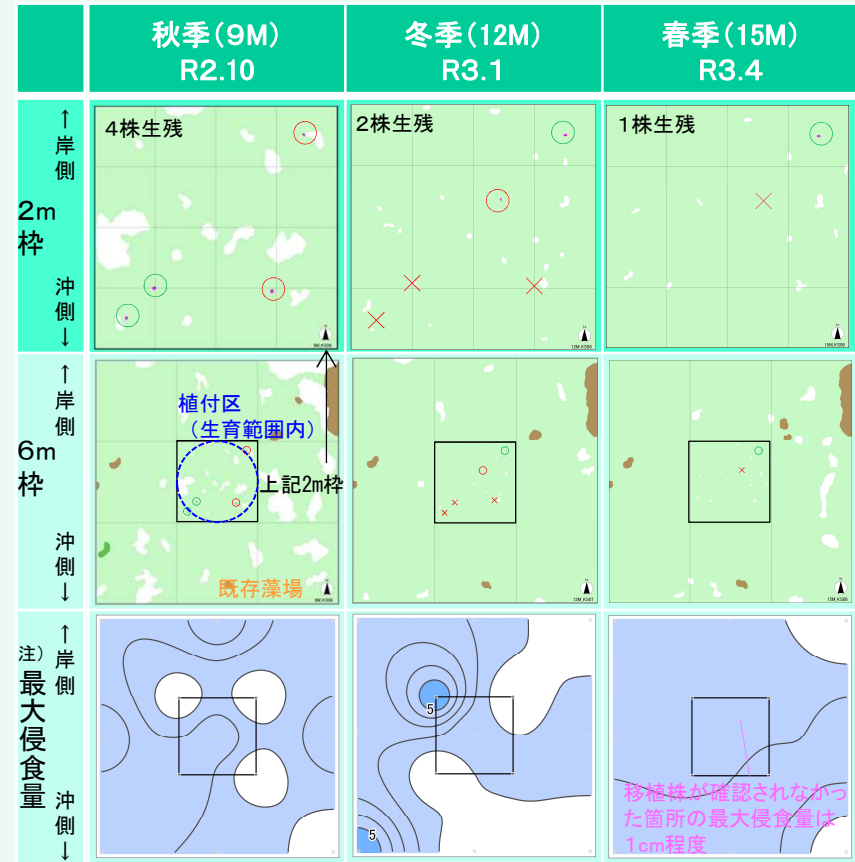 秋季(9M)
R2.10
冬季(12M)
R3.1
春季(15M)
R3.4
↑
岸
側
2m
枠
沖
側
↓
4株生残
2株生残
1株生残
↑
岸
側
6m
枠
沖
側
↓
植付区
(生育範囲内)
上記2m枠
既存藻場
注)
↑
岸
側
最大侵食量
沖
側
↓
5
5
移植株が確認されなかっ
た箇所の最大侵食量は
1cm程度